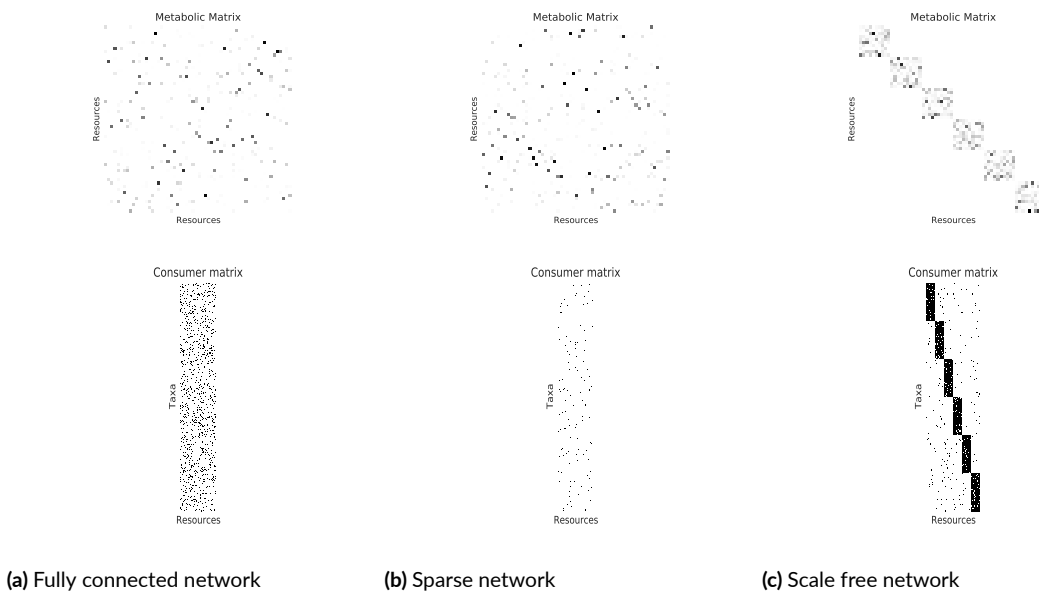 Metabolic Matrix
Metabolic Matrix
Metabolic Matrix
Resources
Resources
Resources
Resources
Resources
Resources
Consumer matrix
Consumer matrix
Consumer matrix
Taxa
Taxa
Taxa
Resources
Resources
Resources
(a) Fully connected network
(b) Sparse network
(c) Scale free network